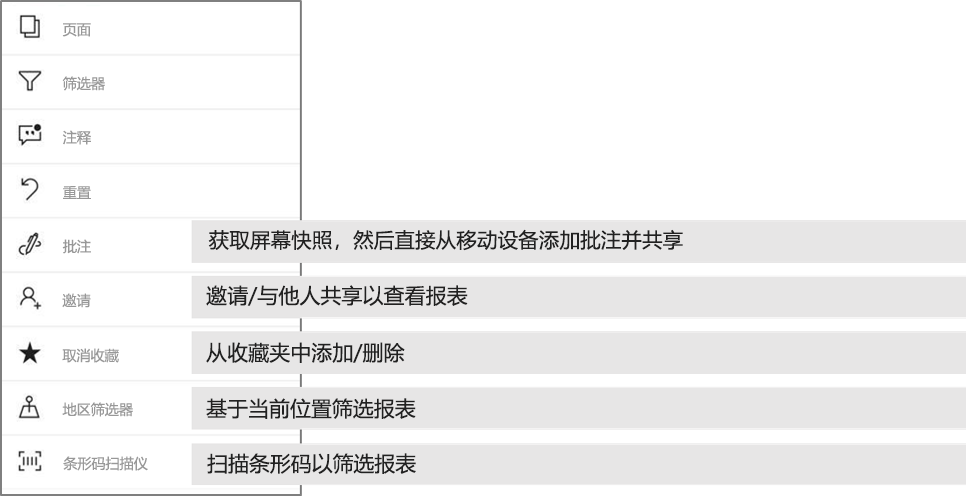 页面
筛选器
注释
重置
批注 获取屏幕快照，然后直接从移动设备添加批注并共享
邀请 邀请/与他人共享以查看报表
取消收藏 从收藏夹中添加/删除
地区筛选器 基于当前位置筛选报表
条形码扫描仪 扫描条形码以筛选报表